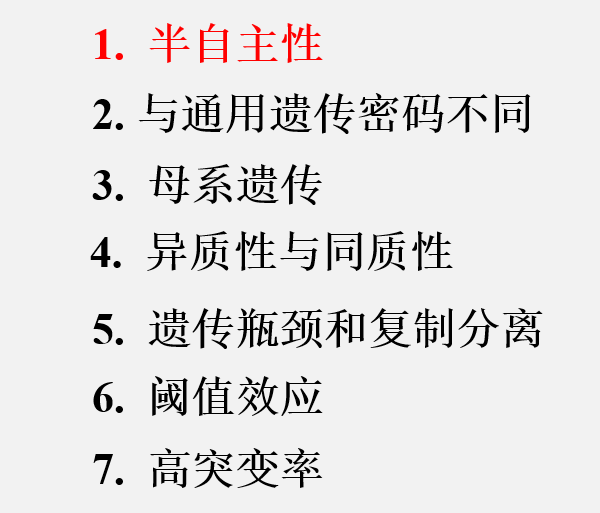 1. 半自主性
2. 与通用遗传密码不同
3. 母系遗传
4. 异质性与同质性
5. 遗传瓶颈和复制分离
6. 阈值效应
7. 高突变率